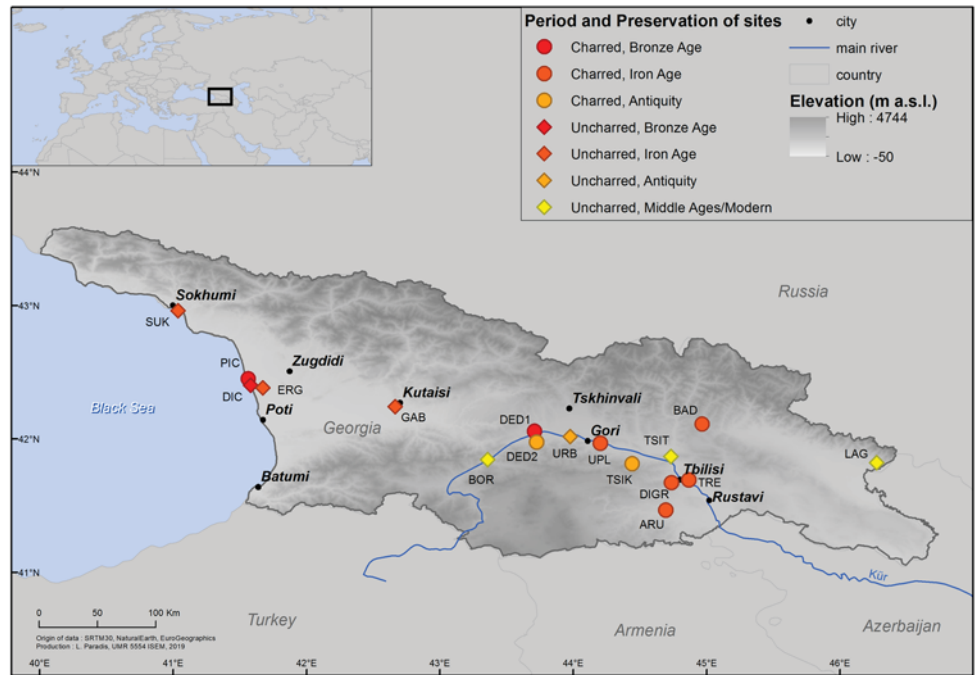 Period and Preservation of sites
Charred, Bronze Age
Charred, Iron Age
Charred, Antiquity
Uncharred, Bronze Age
Uncharred, Iron Age
Uncharred, Antiquity
Uncharred, Middle Ages/Modern
city
main river
country
Elevation (m a.s.l.)
High : 4744
Low : -50
44°N
43°N
42°N
41°N
Russia
Sokhumi
SUK
PIC
Zugdidi
DIC
ERG
Black Sea
Poti
Kutaisi
GAB
Georgia
Tskhinvali
DED1
Gori
BAD
DED2
URB
UPL
TSIT
LAG
BOR
TSIK
Tbilisi
TRE
Batumi
DIGR
Rustavi
ARU
Kür
Turkey
Armenia
Azerbaijan
0 50 100 Km
Origin of data : SRTM30, NaturalEarth, EuroGeographics
Production : L. Paradis, UMR 5554 ISEM, 2019
40°E 41°E 42°E 43°E 44°E 45°E 46°E